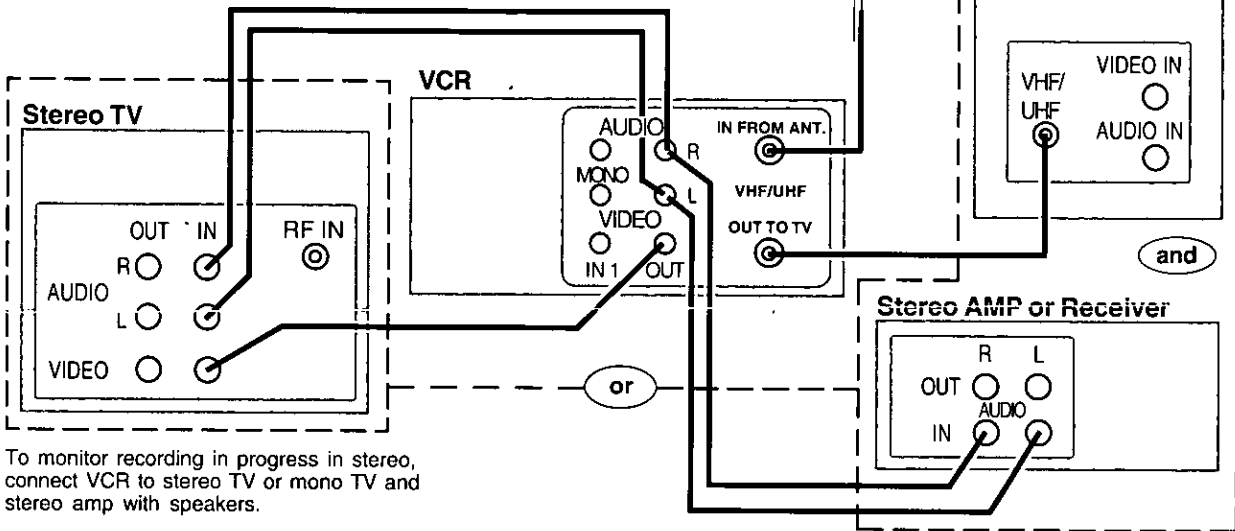 VCR
Stereo TV
OUT IN RF IN
R
AUDIO
L
VIDEO
AUDIO
R
MONO
L
VIDEO
IN 1 OUT
IN FROM ANT.
VHF/UHF
OUT TO TV
VHF/
UHF
VIDEO IN
AUDIO IN
and
or
Stereo AMP or Receiver
R L
OUT
AUDIO
IN
To monitor recording in progress in stereo,
connect VCR to stereo TV or mono TV and
stereo amp with speakers.